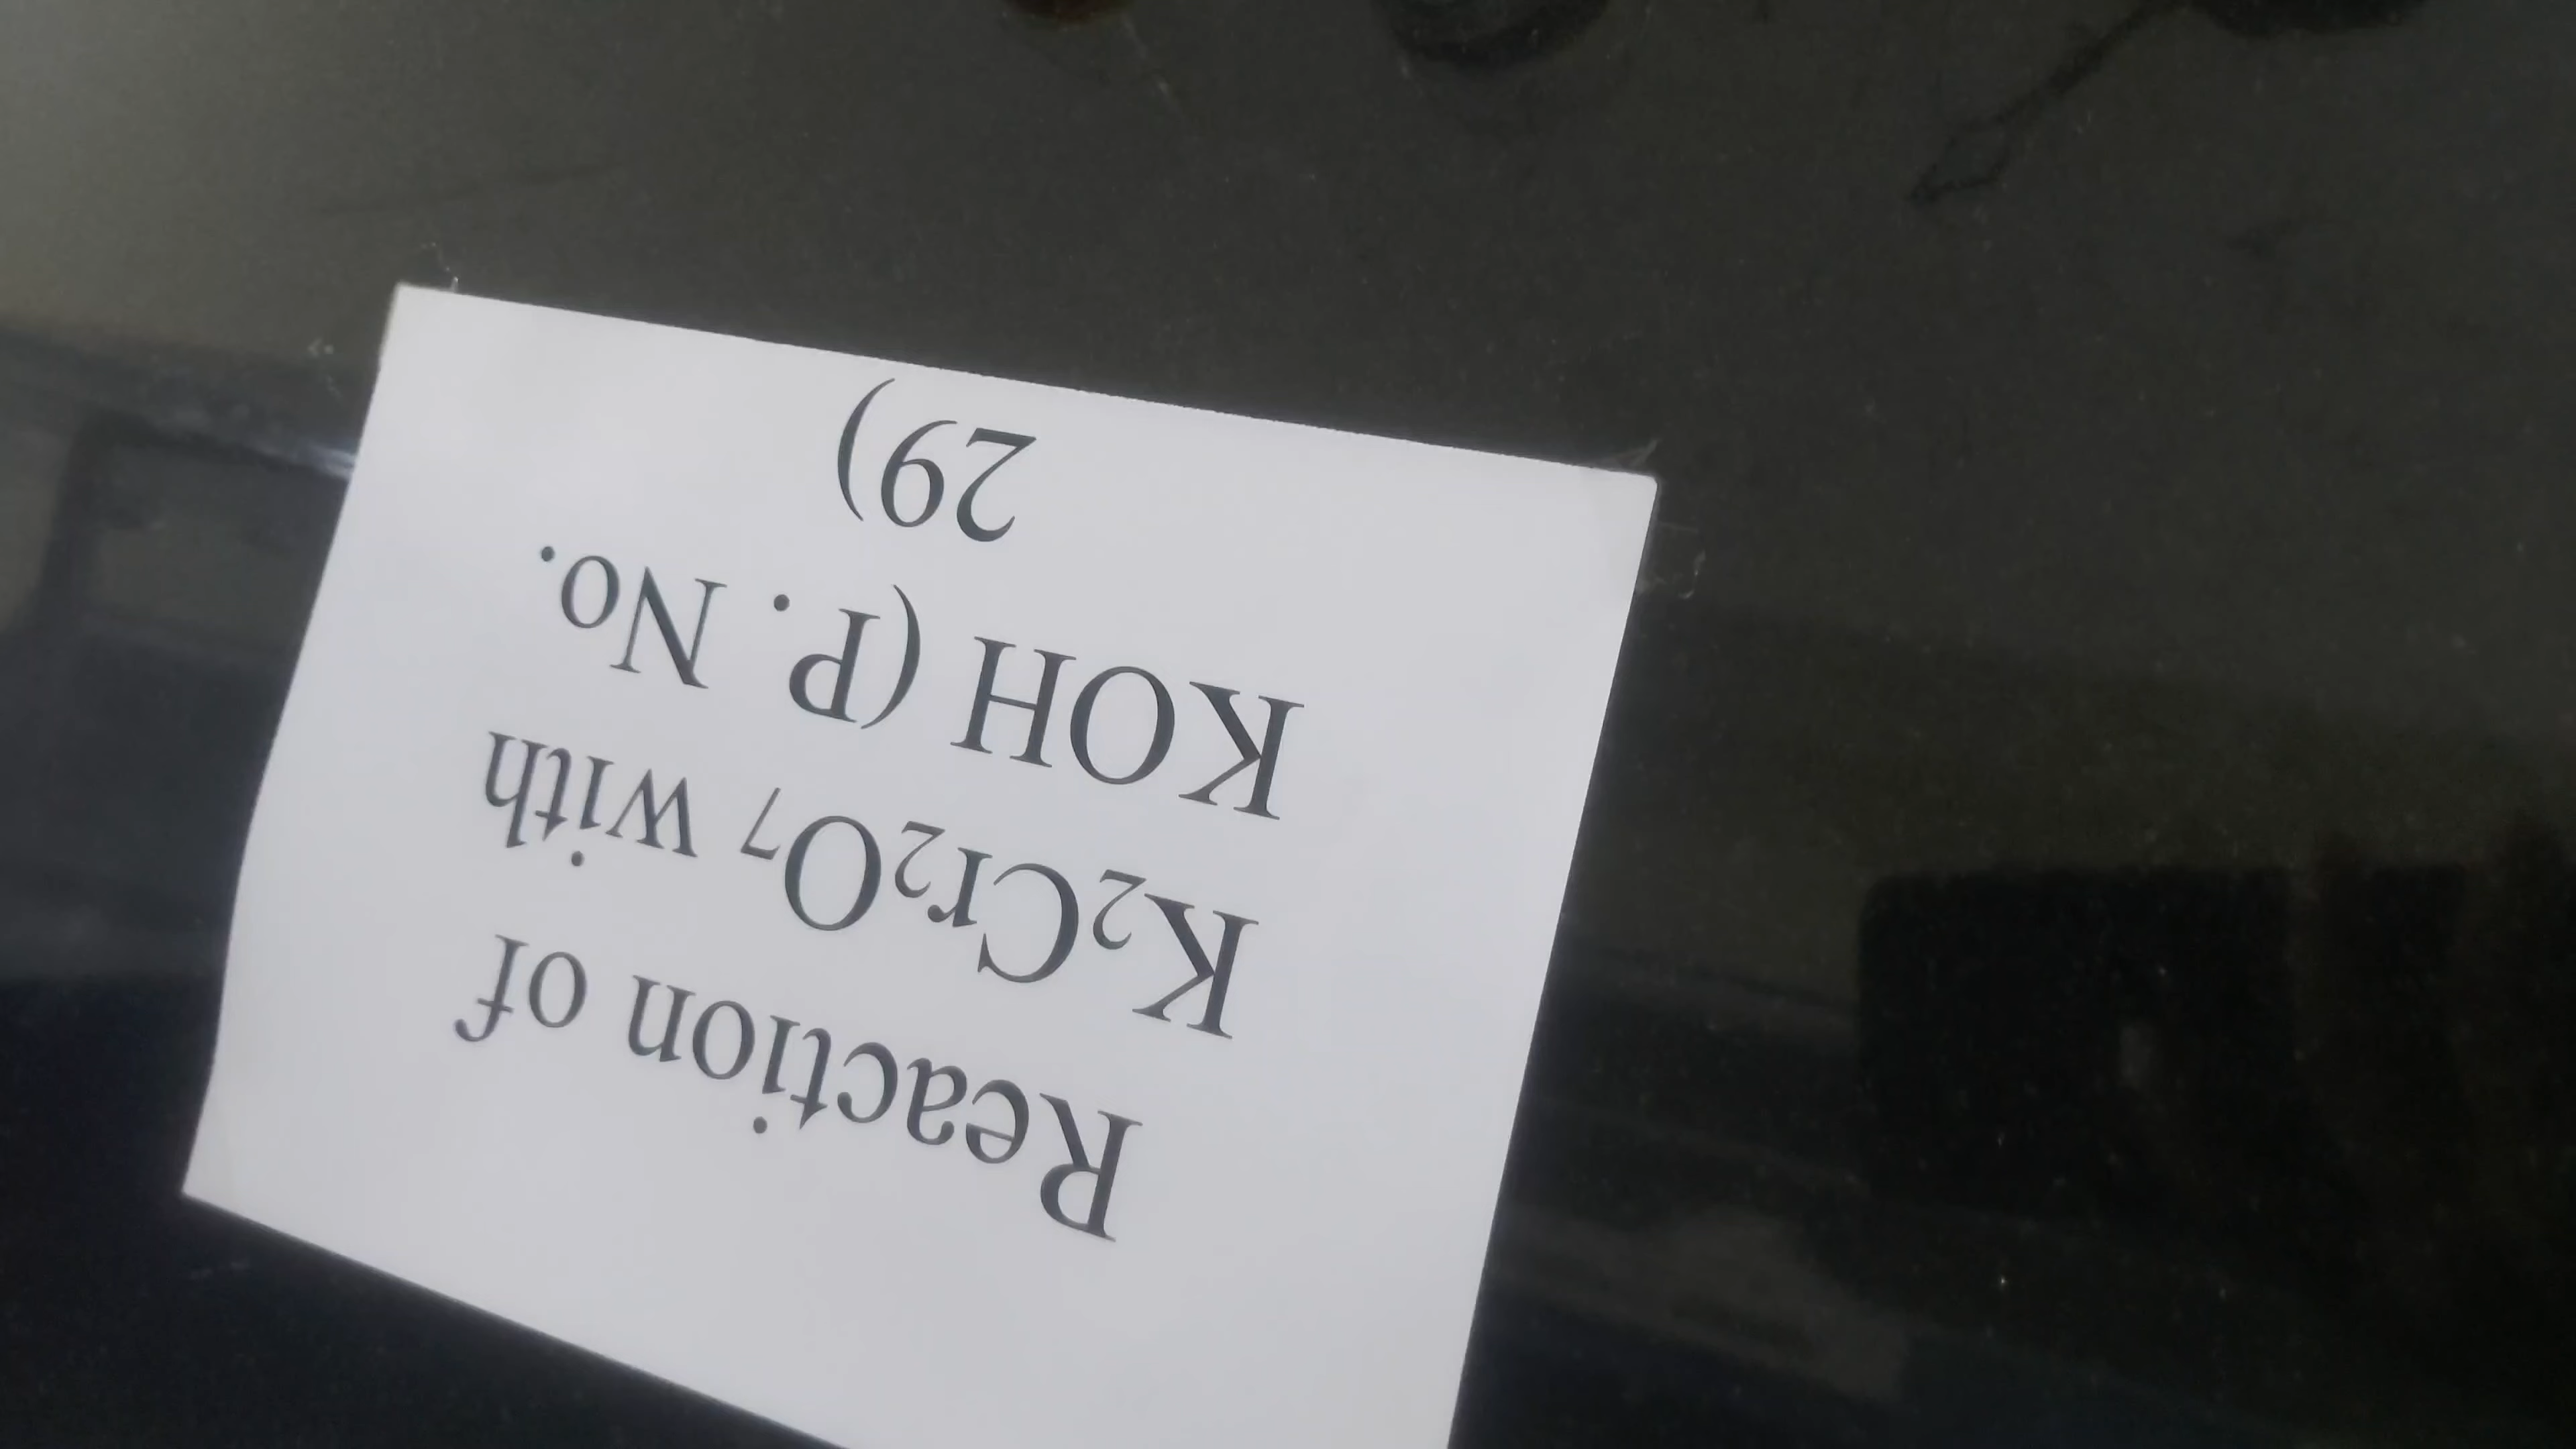 Reaction of
K₂Cr₂O₇ with
KOH (P. No.
29)